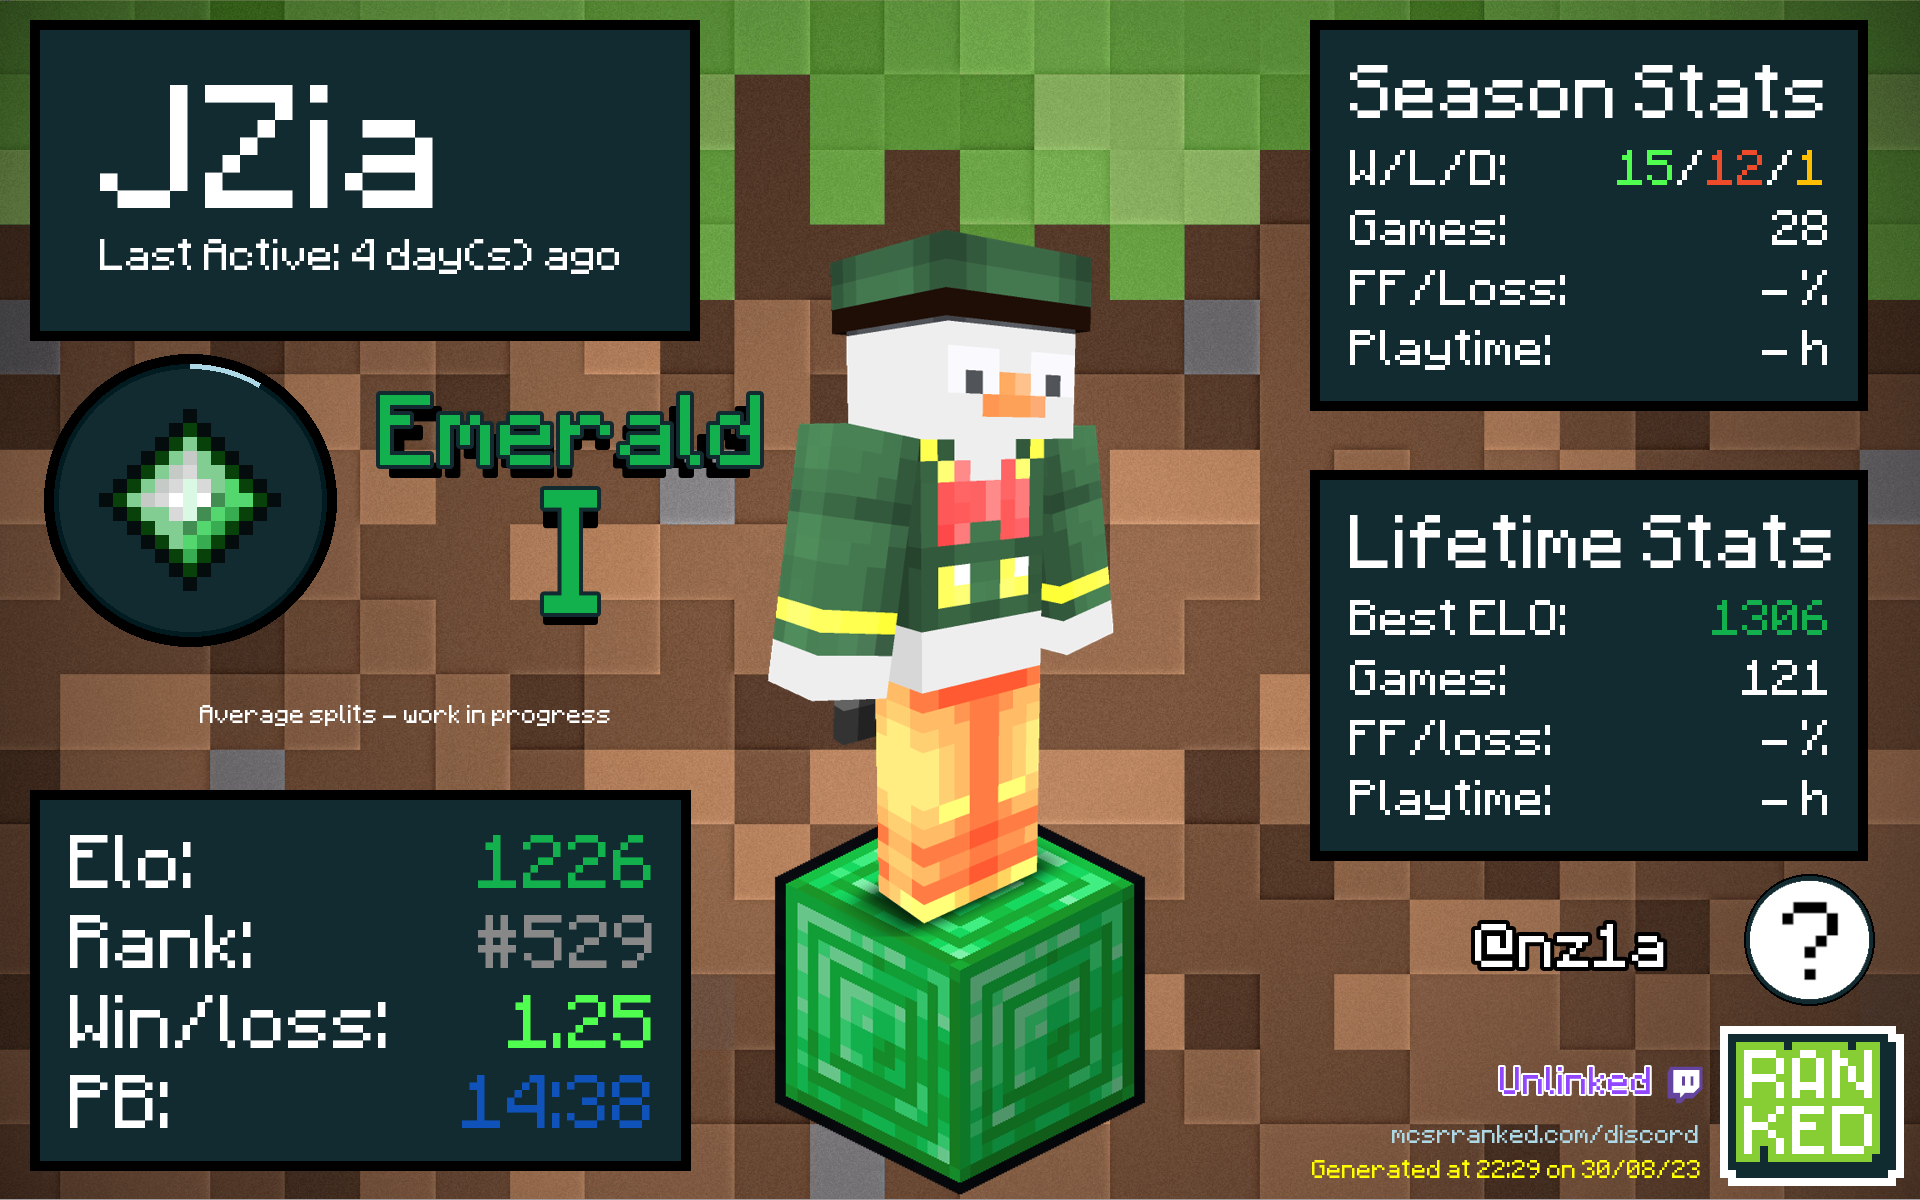 JZia
Last Active: 4 day(s) ago
Emerald
I
Average splits – work in progress
Elo: 1226
Rank: #529
Win/loss: 1.25
PB: 14:38
Season Stats
W/L/D: 15/12/1
Games: 28
FF/Loss: – %
Playtime: – h
Lifetime Stats
Best ELO: 1306
Games: 121
FF/loss: – %
Playtime: – h
@nz1a
?
Unlinked
mcsrranked.com/discord
Generated at 22:29 on 30/08/23
RAN
KED